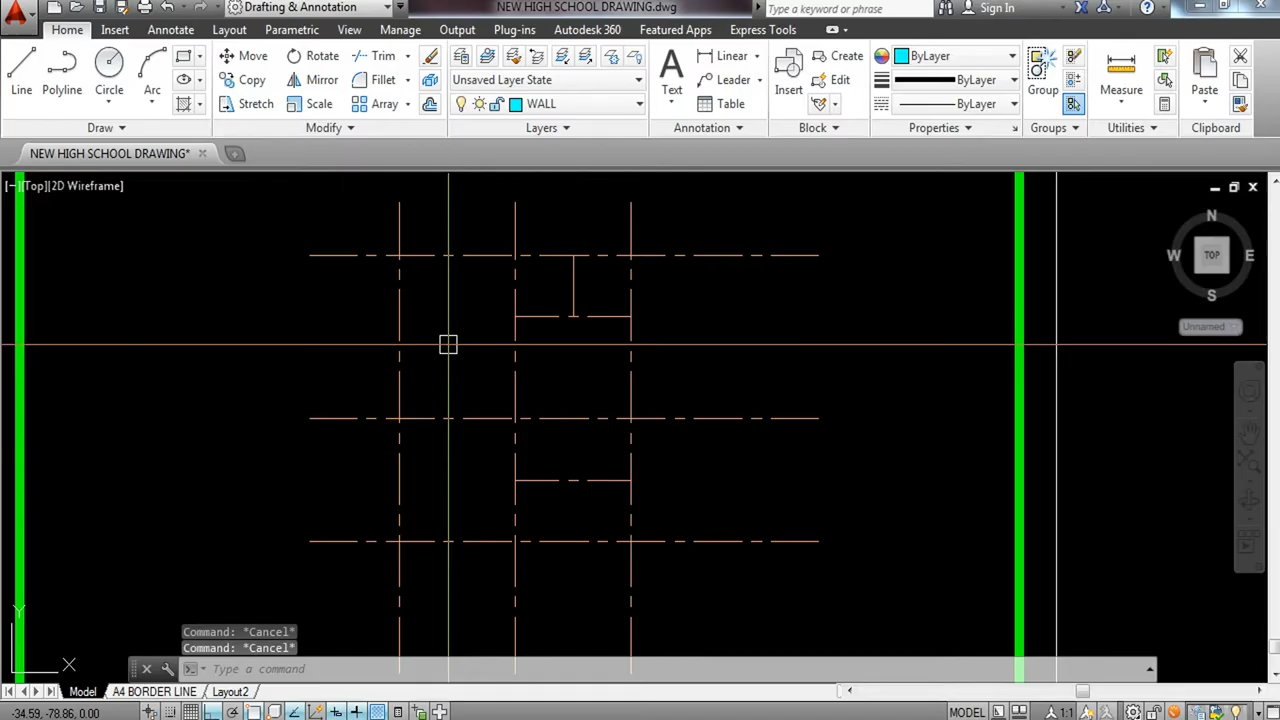 Drafting & Annotation
NEW HIGH SCHOOL DRAWING.dwg
Type a keyword or phrase
Sign In
Home
Insert
Annotate
Layout
Parametric
View
Manage
Output
Plug-ins
Autodesk 360
Featured Apps
Express Tools
Line
Polyline
Circle
Arc
Move
Copy
Stretch
Rotate
Mirror
Scale
Trim
Fillet
Array
Unsaved Layer State
WALL
Text
Linear
Leader
Table
Insert
Create
Edit
ByLayer
ByLayer
ByLayer
Group
Measure
Paste
Draw
Modify
Layers
Annotation
Block
Properties
Groups
Utilities
Clipboard
NEW HIGH SCHOOL DRAWING*
[−][Top][2D Wireframe]
N
W
TOP
E
S
Unnamed
Y
X
Command: *Cancel*
Command: *Cancel*
Type a command
Model
A4 BORDER LINE
Layout2
-34.59, -78.86, 0.00
MODEL
1:1